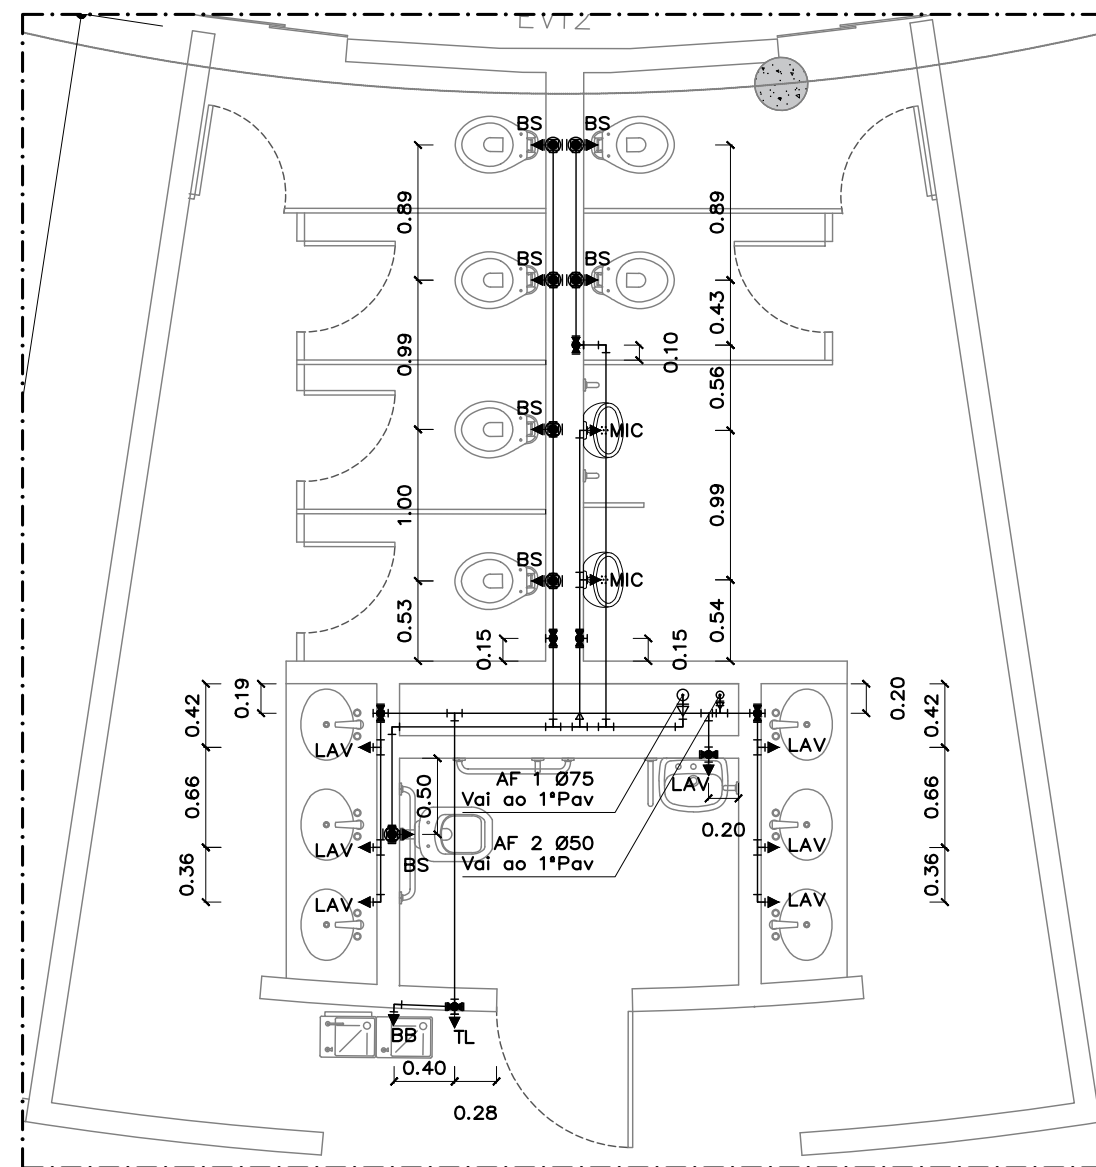 EVI2
BS
BS
0.89
0.89
BS
BS
0.43
0.99
0.10
0.56
BS
MIC
1.00
0.99
BS
MIC
0.53
0.54
0.15
0.15
0.42
0.19
0.20
0.42
LAV
LAV
0.66
0.50
AF 1 Ø75
Vai ao 1ªPav
LAV
0.66
0.20
AF 2 Ø50
Vai ao 1ªPav
LAV
LAV
BS
0.36
0.36
LAV
LAV
BB
TL
0.40
0.28